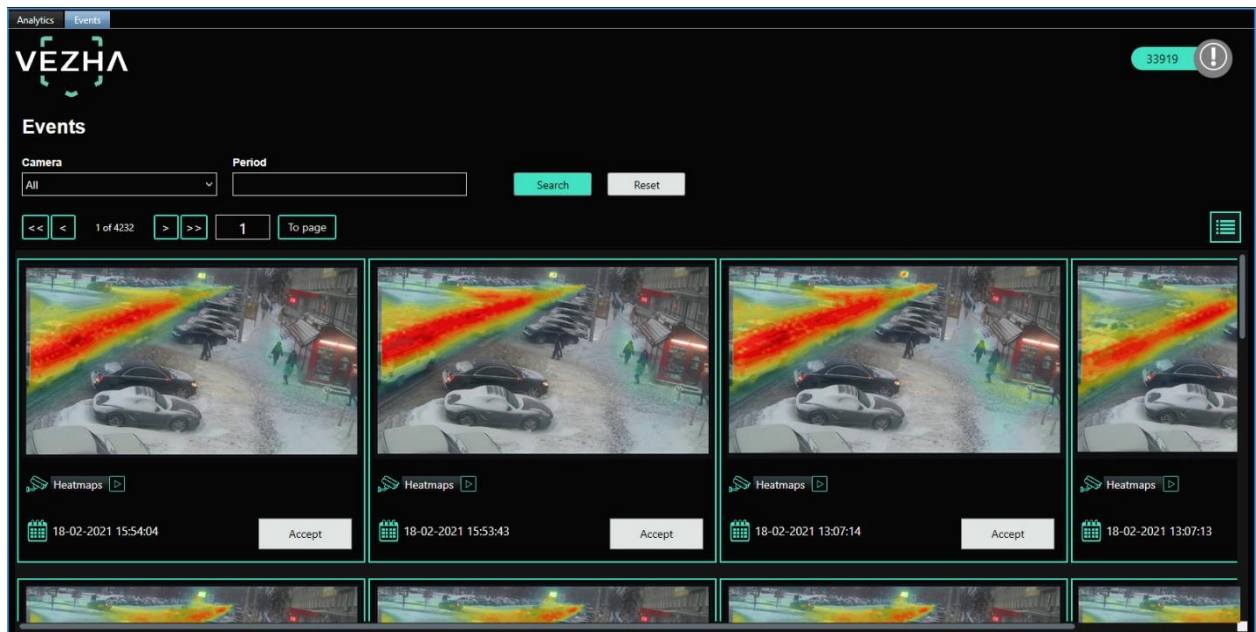 Analytics Events
VEZHA
33919
Events
Camera Period
All Search Reset
<< < 1 of 4232 > >> 1 To page
Heatmaps Heatmaps Heatmaps Heatmaps
18-02-2021 15:54:04 Accept 18-02-2021 15:53:43 Accept 18-02-2021 13:07:14 Accept 18-02-2021 13:07:13